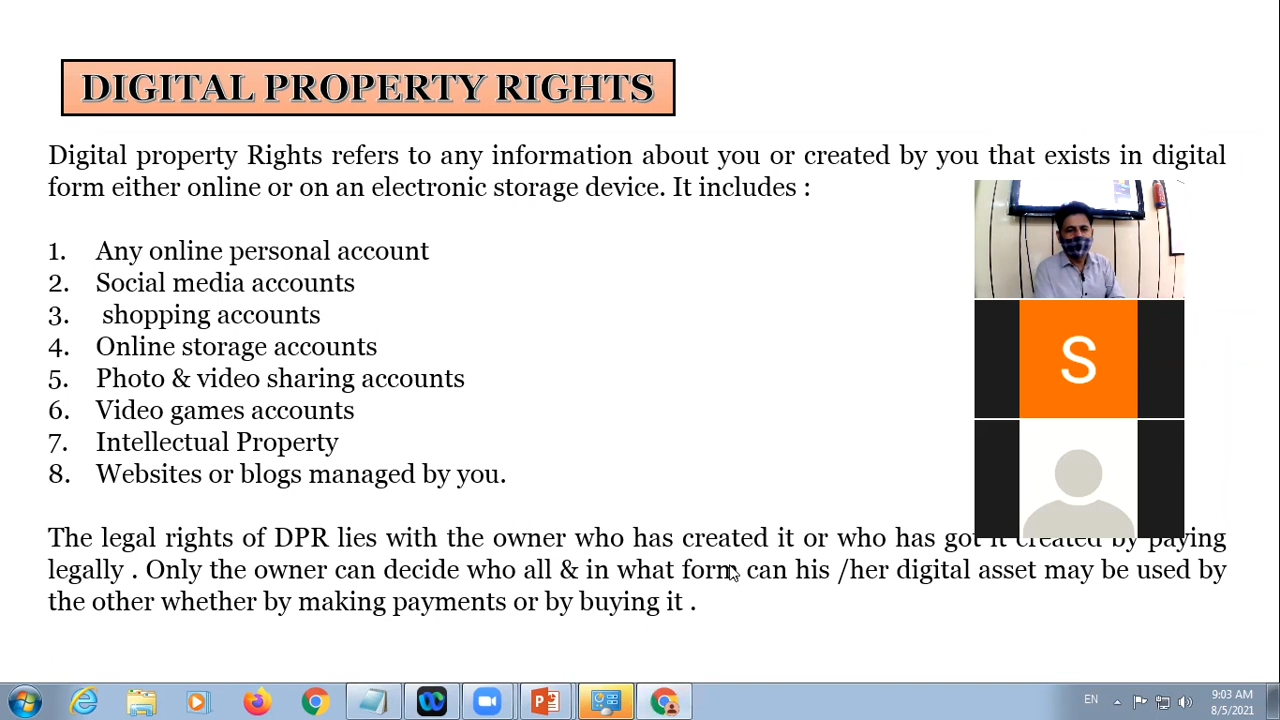 DIGITAL PROPERTY RIGHTS
Digital property Rights refers to any information about you or created by you that exists in digital
form either online or on an electronic storage device. It includes :
1. Any online personal account
2. Social media accounts
3. shopping accounts
4. Online storage accounts
5. Photo & video sharing accounts
6. Video games accounts
7. Intellectual Property
8. Websites or blogs managed by you.
S
The legal rights of DPR lies with the owner who has created it or who has got it created by paying
legally . Only the owner can decide who all & in what form can his /her digital asset may be used by
the other whether by making payments or by buying it .
EN
9:03 AM
8/5/2021